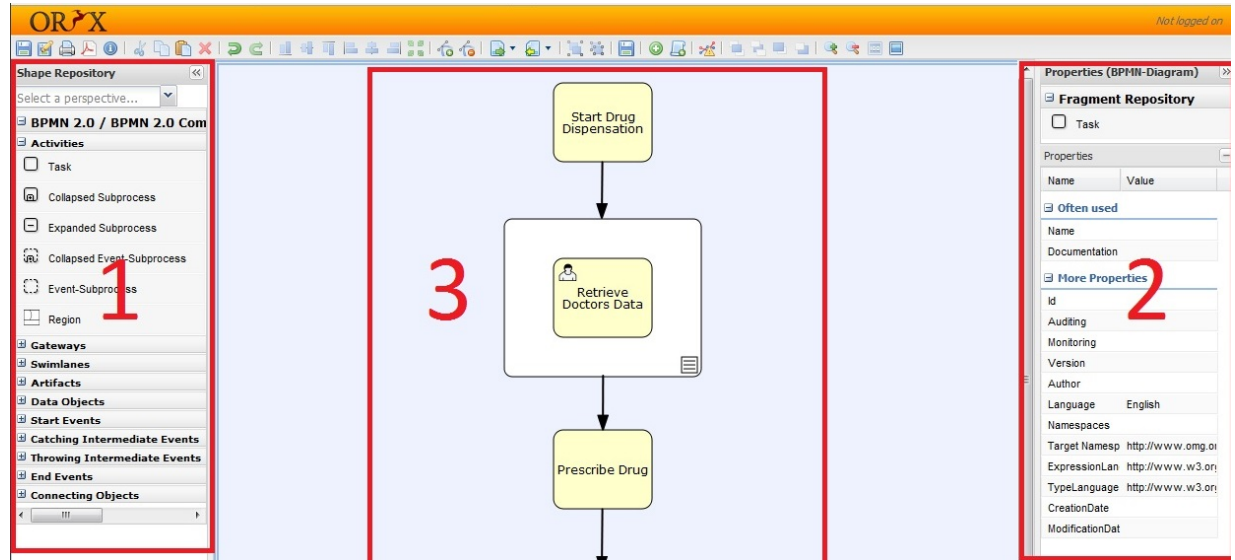 ORYX
Not logged on
Shape Repository
Select a perspective...
BPMN 2.0 / BPMN 2.0 Com
Activities
Task
Collapsed Subprocess
Expanded Subprocess
Collapsed Event-Subprocess
Event-Subprocess
Region
Gateways
Swimlanes
Artifacts
Data Objects
Start Events
Catching Intermediate Events
Throwing Intermediate Events
End Events
Connecting Objects
1
Start Drug
Dispensation
Retrieve
Doctors Data
Prescribe Drug
3
Properties (BPMN-Diagram)
Fragment Repository
Task
Properties
Name Value
Often used
Name
Documentation
More Properties
Id
Auditing
Monitoring
Version
Author
Language English
Namespaces
Target Namesp http://www.omg.or
ExpressionLan http://www.w3.org
TypeLanguage http://www.w3.org
CreationDate
ModificationDat
2